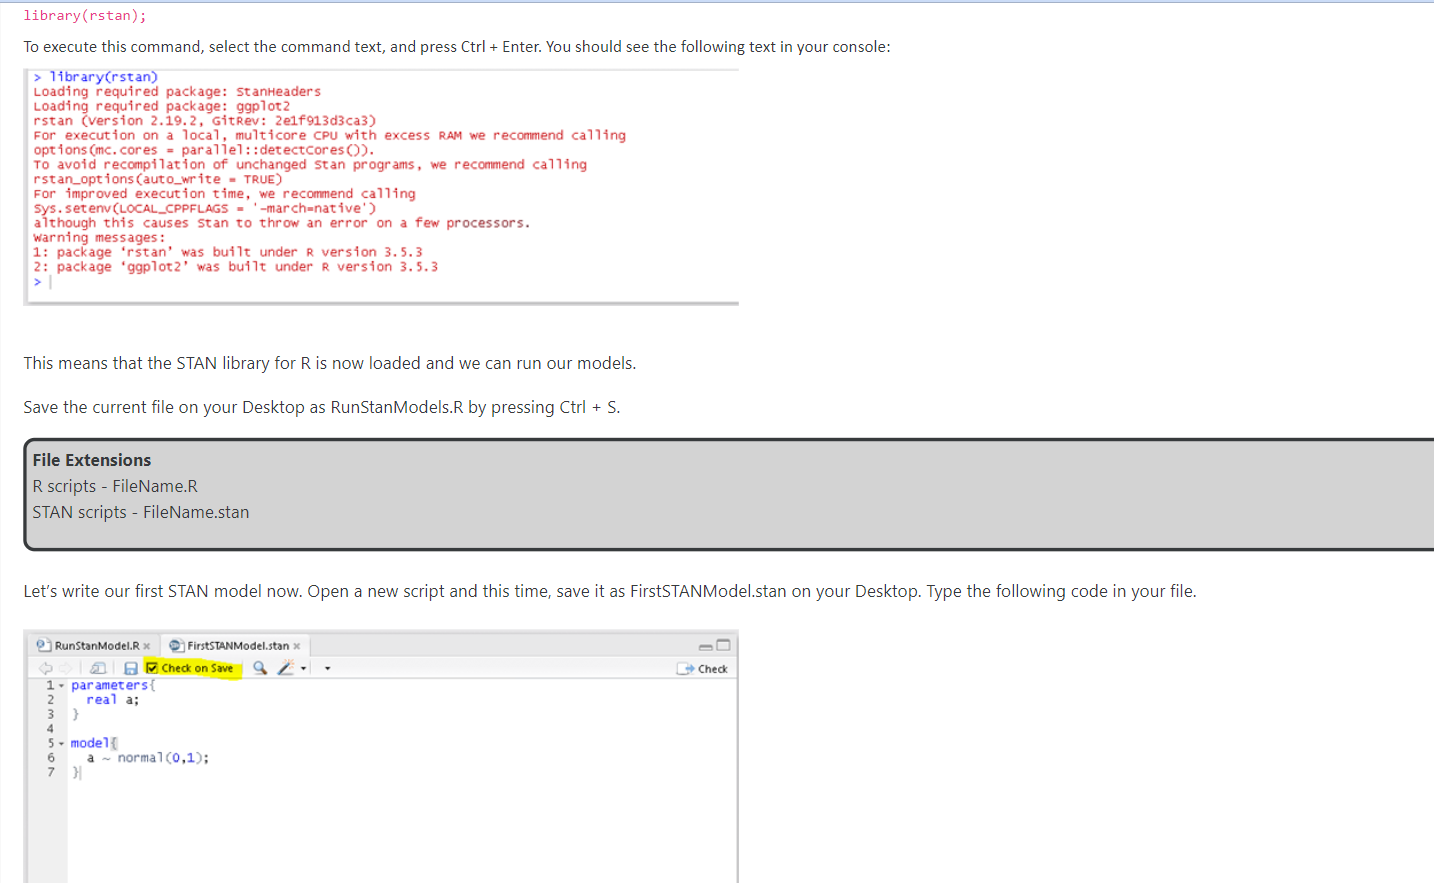 library(rstan);
To execute this command, select the command text, and press Ctrl + Enter. You should see the following text in your console:
> library(rstan)
Loading required package: StanHeaders
Loading required package: ggplot2
rstan (Version 2.19.2, GitRev: 2e1f913d3ca3)
For execution on a local, multicore CPU with excess RAM we recommend calling
options(mc.cores = parallel::detectCores()).
To avoid recompilation of unchanged Stan programs, we recommend calling
rstan_options(auto_write = TRUE)
For improved execution time, we recommend calling
Sys.setenv(LOCAL_CPPFLAGS = '-march=native')
although this causes Stan to throw an error on a few processors.
Warning messages:
1: package ‘rstan’ was built under R version 3.5.3
2: package ‘ggplot2’ was built under R version 3.5.3
>
This means that the STAN library for R is now loaded and we can run our models.
Save the current file on your Desktop as RunStanModels.R by pressing Ctrl + S.
File Extensions
R scripts - FileName.R
STAN scripts - FileName.stan
Let’s write our first STAN model now. Open a new script and this time, save it as FirstSTANModel.stan on your Desktop. Type the following code in your file.
RunStanModel.R × FirstSTANModel.stan ×
Check on Save Check
1 parameters{
2 real a;
3 }
4
5 model{
6 a ~ normal(0,1);
7 }